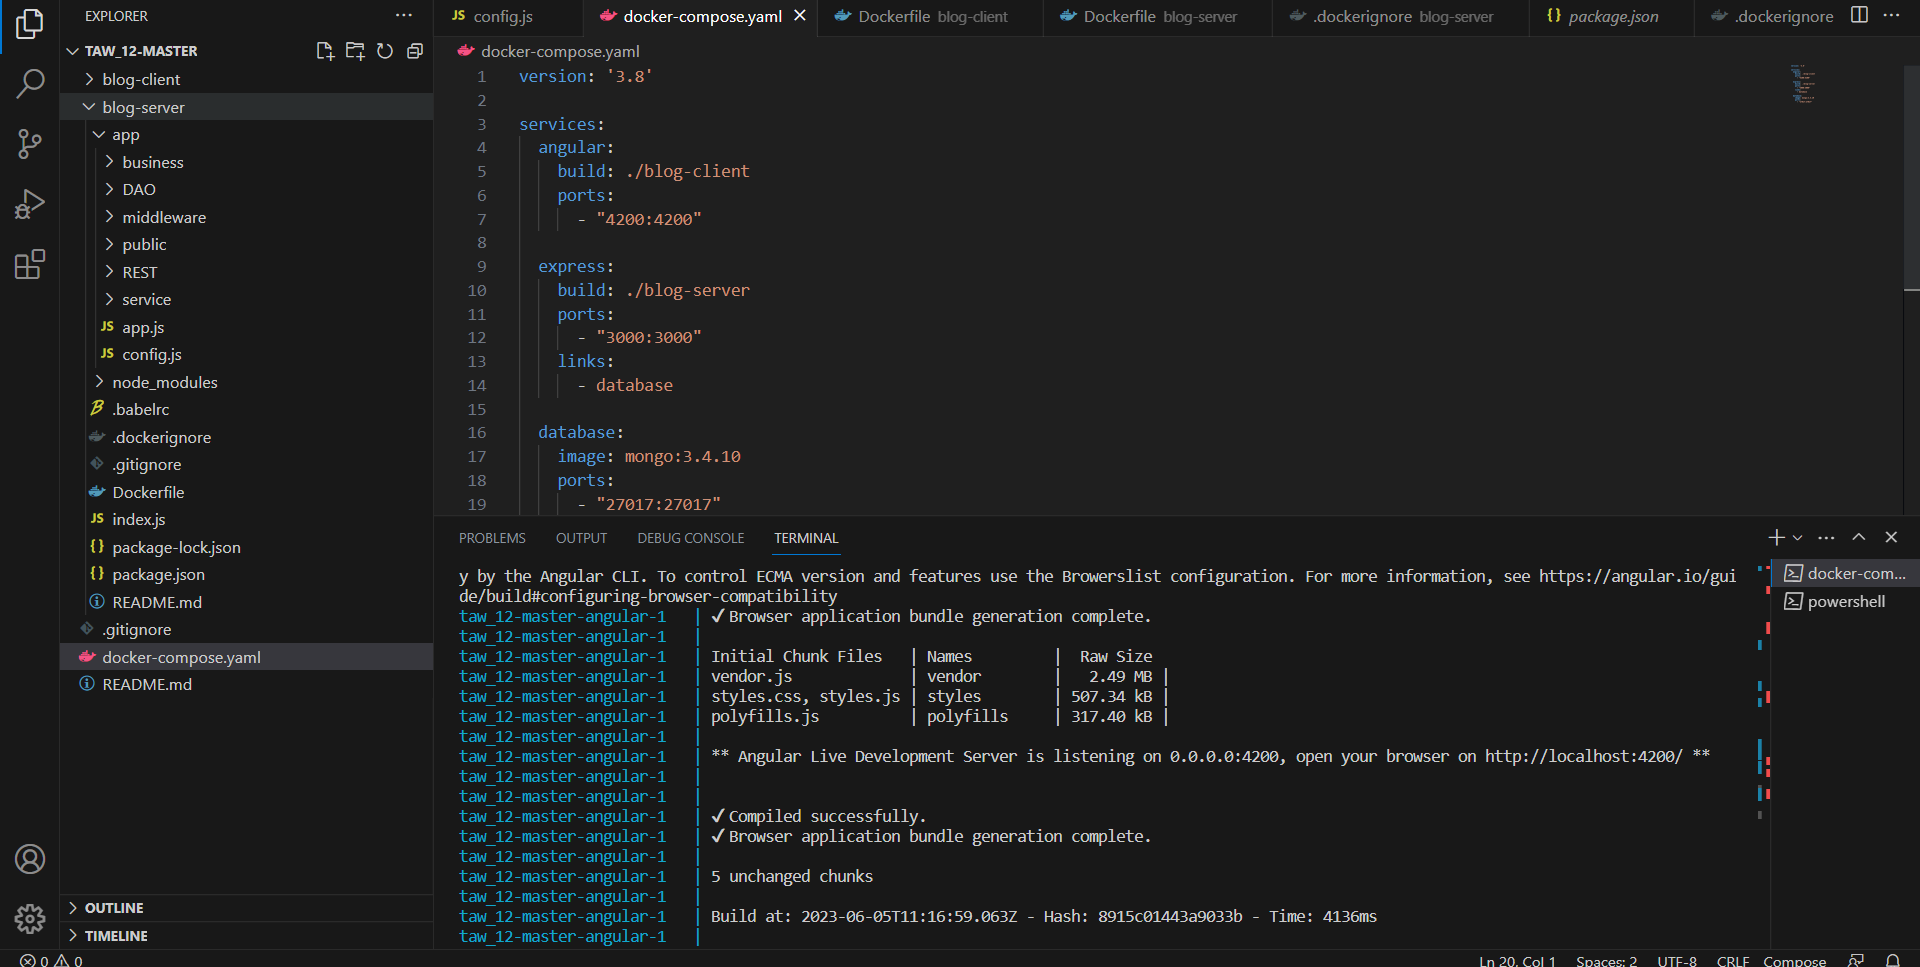 EXPLORER
TAW_12-MASTER
blog-client
blog-server
app
business
DAO
middleware
public
REST
service
JS app.js
JS config.js
node_modules
.babelrc
.dockerignore
.gitignore
Dockerfile
JS index.js
{} package-lock.json
{} package.json
README.md
.gitignore
docker-compose.yaml
README.md
OUTLINE
TIMELINE
JS config.js
docker-compose.yaml
Dockerfile blog-client
Dockerfile blog-server
.dockerignore blog-server
{} package.json
.dockerignore
docker-compose.yaml
1 version: '3.8'
2
3 services:
4 angular:
5 build: ./blog-client
6 ports:
7 - "4200:4200"
8
9 express:
10 build: ./blog-server
11 ports:
12 - "3000:3000"
13 links:
14 - database
15
16 database:
17 image: mongo:3.4.10
18 ports:
19 - "27017:27017"
PROBLEMS OUTPUT DEBUG CONSOLE TERMINAL
y by the Angular CLI. To control ECMA version and features use the Browerslist configuration. For more information, see https://angular.io/gui
de/build#configuring-browser-compatibility
taw_12-master-angular-1 | ✓ Browser application bundle generation complete.
taw_12-master-angular-1 |
taw_12-master-angular-1 | Initial Chunk Files | Names | Raw Size
taw_12-master-angular-1 | vendor.js | vendor | 2.49 MB |
taw_12-master-angular-1 | styles.css, styles.js | styles | 507.34 kB |
taw_12-master-angular-1 | polyfills.js | polyfills | 317.40 kB |
taw_12-master-angular-1 |
taw_12-master-angular-1 | ** Angular Live Development Server is listening on 0.0.0.0:4200, open your browser on http://localhost:4200/ **
taw_12-master-angular-1 |
taw_12-master-angular-1 |
taw_12-master-angular-1 | ✓ Compiled successfully.
taw_12-master-angular-1 | ✓ Browser application bundle generation complete.
taw_12-master-angular-1 |
taw_12-master-angular-1 | 5 unchanged chunks
taw_12-master-angular-1 |
taw_12-master-angular-1 | Build at: 2023-06-05T11:16:59.063Z - Hash: 8915c01443a9033b - Time: 4136ms
taw_12-master-angular-1 |
docker-com...
powershell
0 0
Ln 20, Col 1 Spaces: 2 UTF-8 CRLF Compose